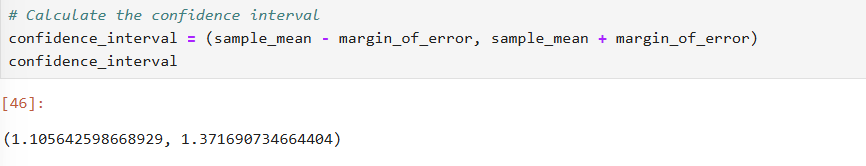 # Calculate the confidence interval
confidence_interval = (sample_mean - margin_of_error, sample_mean + margin_of_error)
confidence_interval
[46]:
(1.105642598668929, 1.371690734664404)